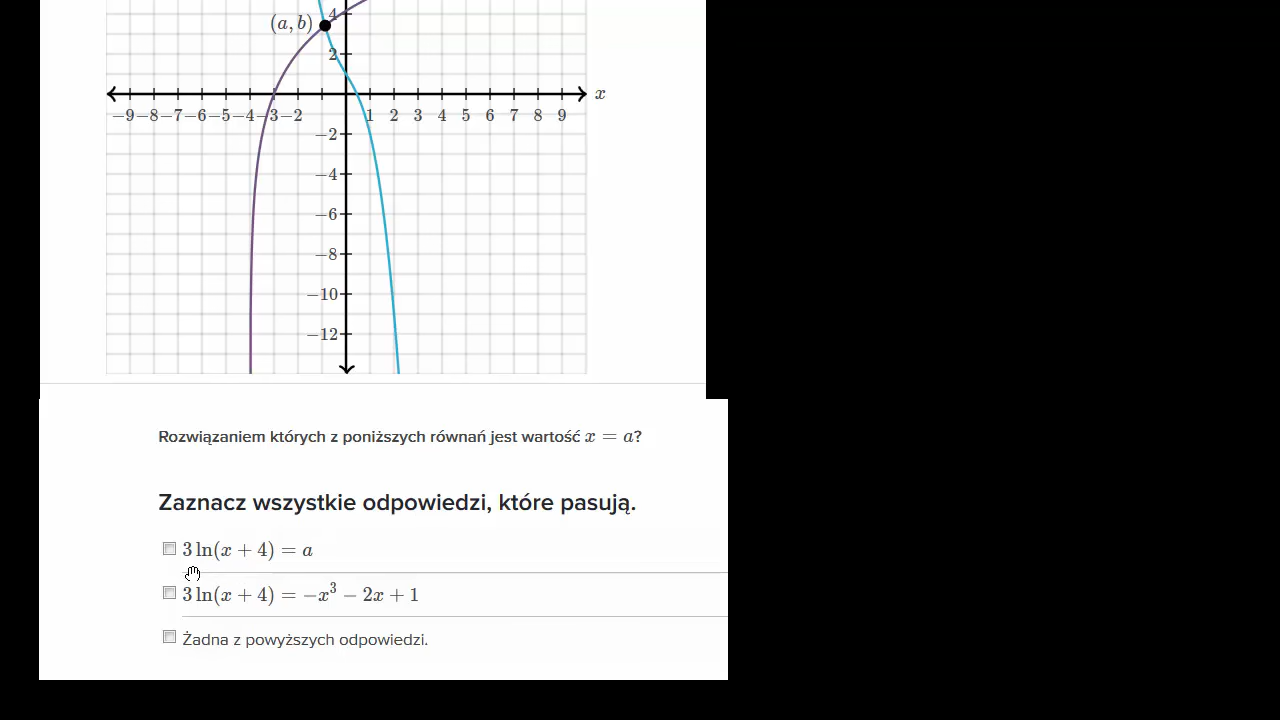 4
(a, b)
2
x
−9 −8 −7 −6 −5 −4 −3 −2 1 2 3 4 5 6 7 8 9
−2
−4
−6
−8
−10
−12
Rozwiązaniem których z poniższych równań jest wartość x = a?
Zaznacz wszystkie odpowiedzi, które pasują.
3 ln(x + 4) = a
3 ln(x + 4) = −x³ − 2x + 1
Żadna z powyższych odpowiedzi.